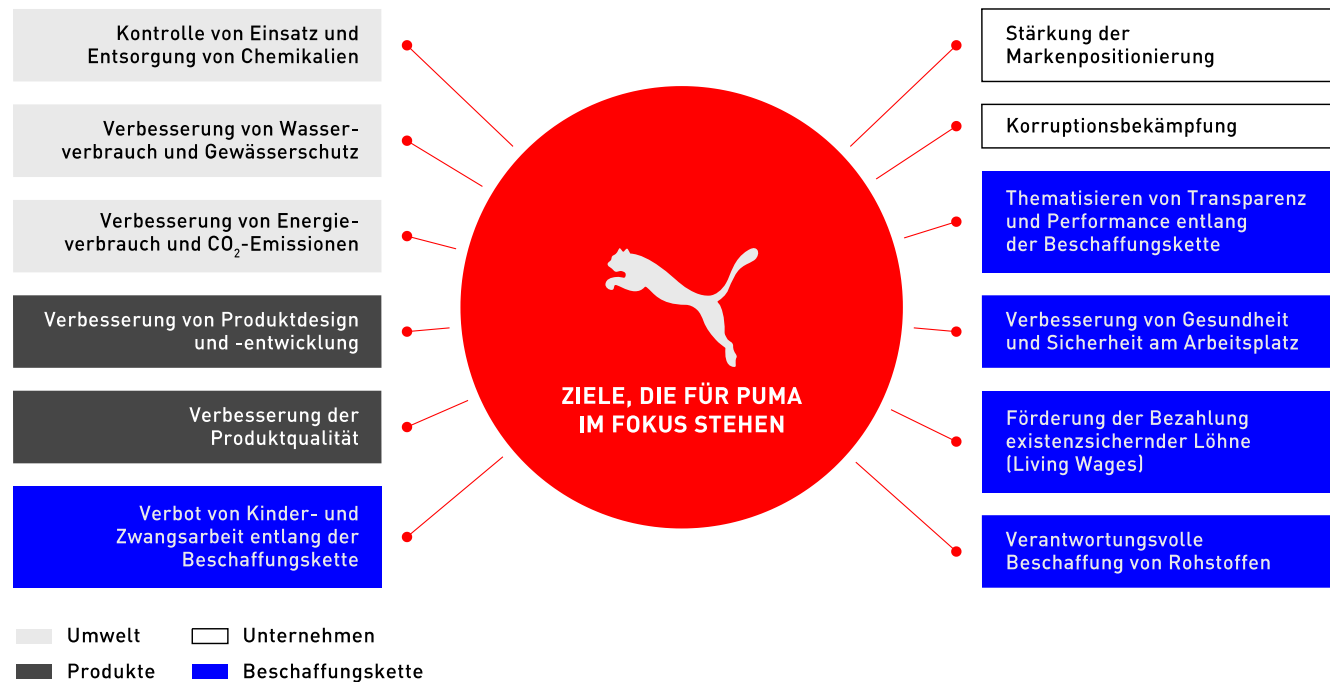 Kontrolle von Einsatz und
Entsorgung von Chemikalien
Verbesserung von Wasser-
verbrauch und Gewässerschutz
Verbesserung von Energie-
verbrauch und CO₂-Emissionen
Verbesserung von Produktdesign
und -entwicklung
Verbesserung der
Produktqualität
Verbot von Kinder- und
Zwangsarbeit entlang der
Beschaffungskette
ZIELE, DIE FÜR PUMA
IM FOKUS STEHEN
Stärkung der
Markenpositionierung
Korruptionsbekämpfung
Thematisieren von Transparenz
und Performance entlang
der Beschaffungskette
Verbesserung von Gesundheit
und Sicherheit am Arbeitsplatz
Förderung der Bezahlung
existenzsichernder Löhne
(Living Wages)
Verantwortungsvolle
Beschaffung von Rohstoffen
Umwelt
Unternehmen
Produkte
Beschaffungskette